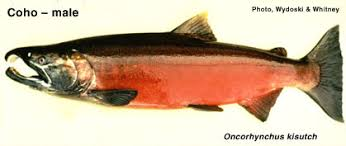 Coho – male
Photo, Wydoski & Whitney
Oncorhynchus kisutch